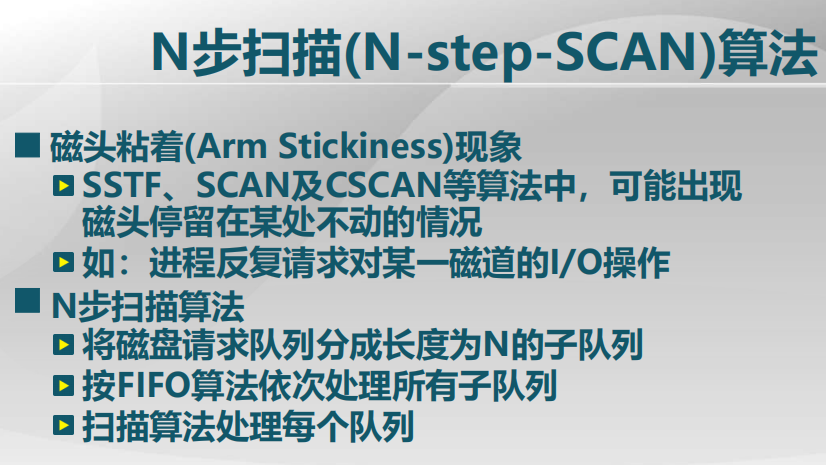 N步扫描(N-step-SCAN)算法
磁头粘着(Arm Stickiness)现象
SSTF、SCAN及CSCAN等算法中，可能出现
磁头停留在某处不动的情况
如：进程反复请求对某一磁道的I/O操作
N步扫描算法
将磁盘请求队列分成长度为N的子队列
按FIFO算法依次处理所有子队列
扫描算法处理每个队列